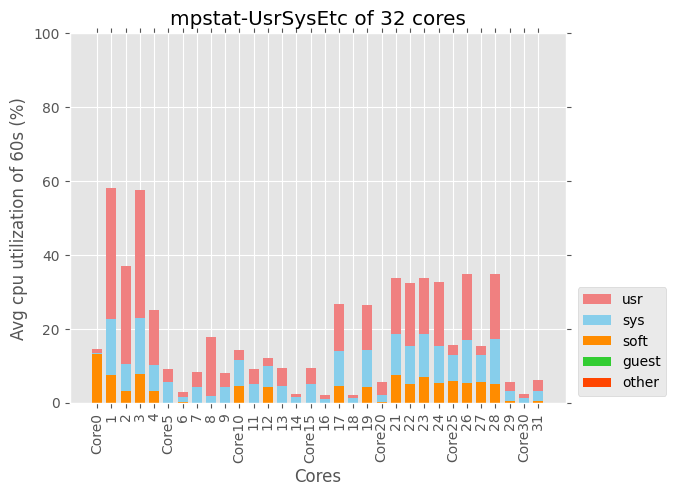 mpstat-UsrSysEtc of 32 cores
100
80
60
40
20
0
Avg cpu utilization of 60s (%)
Core0
1
2
3
4
Core5
6
7
8
9
Core10
11
12
13
14
Core15
16
17
18
19
Core20
21
22
23
24
Core25
26
27
28
29
Core30
31
Cores
usr
sys
soft
guest
other